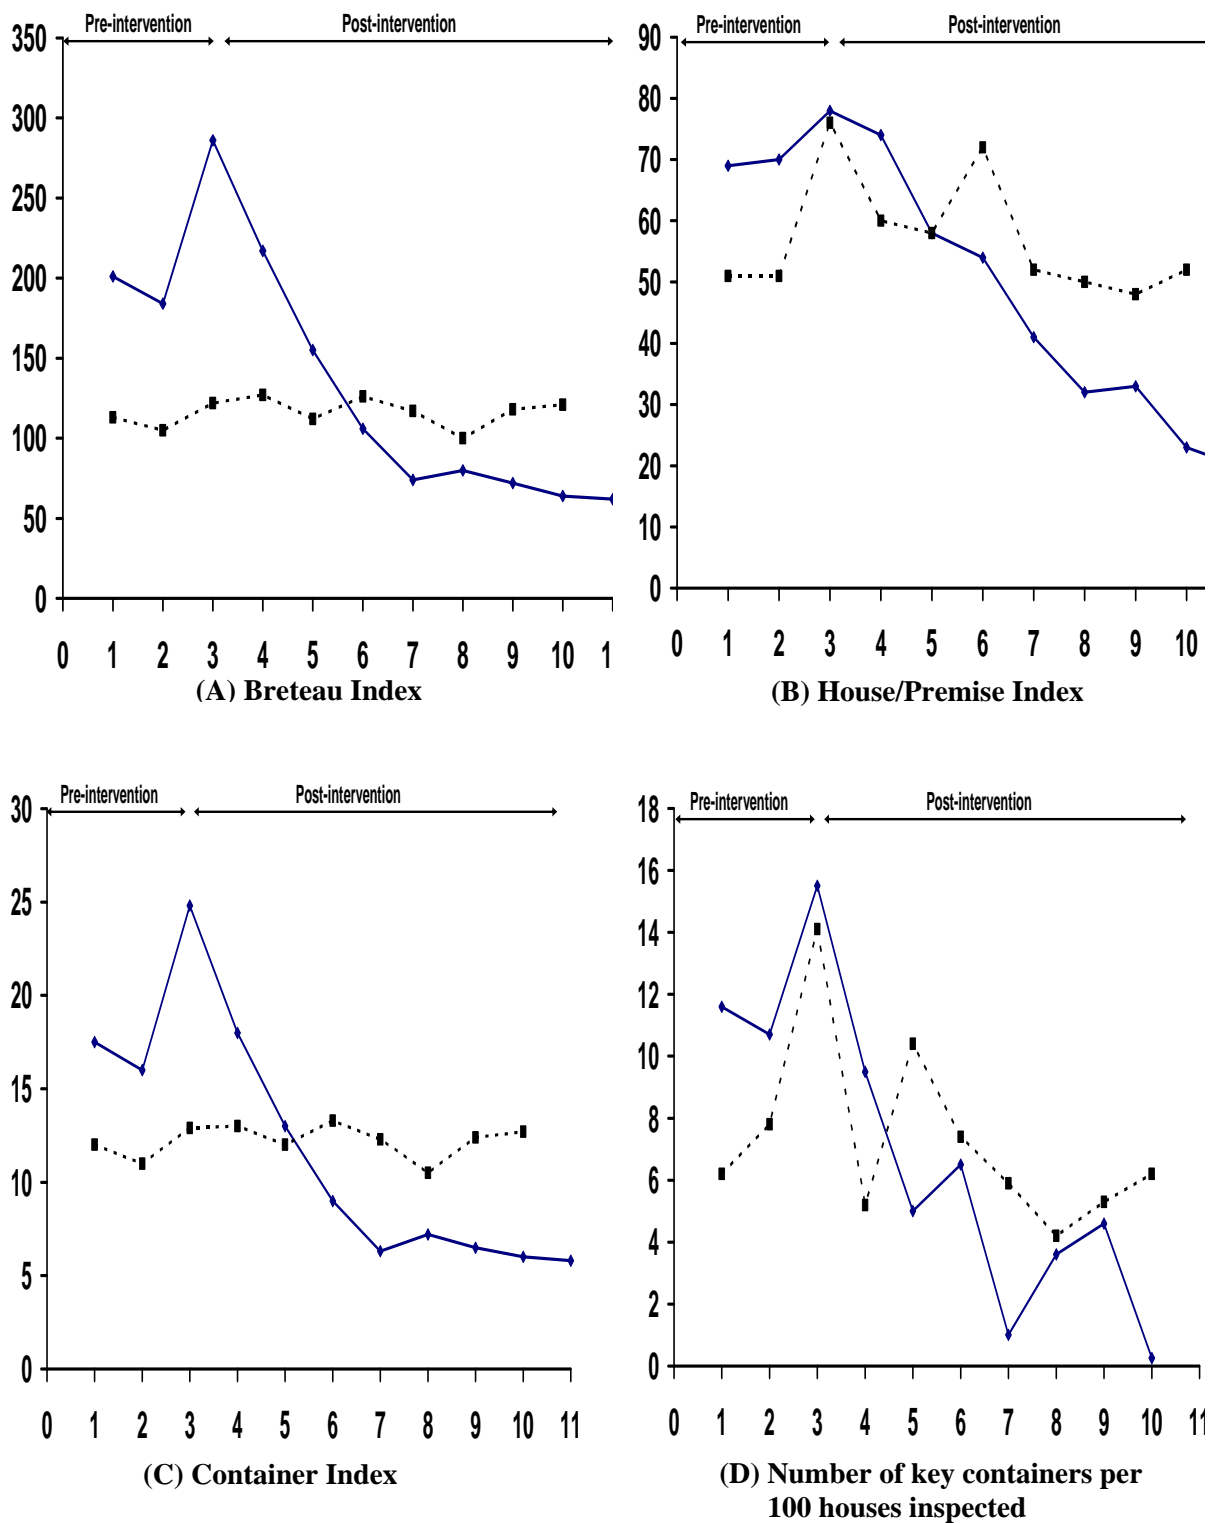 Pre-intervention Post-intervention
350
300
250
200
150
100
50
0
0 1 2 3 4 5 6 7 8 9 10 1
(A) Breteau Index
Pre-intervention Post-intervention
90
80
70
60
50
40
30
20
10
0
0 1 2 3 4 5 6 7 8 9 10
(B) House/Premise Index
Pre-intervention Post-intervention
30
25
20
15
10
5
0
0 1 2 3 4 5 6 7 8 9 10 11
(C) Container Index
Pre-intervention Post-intervention
18
16
14
12
10
8
6
4
2
0
0 1 2 3 4 5 6 7 8 9 10 11
(D) Number of key containers per
100 houses inspected